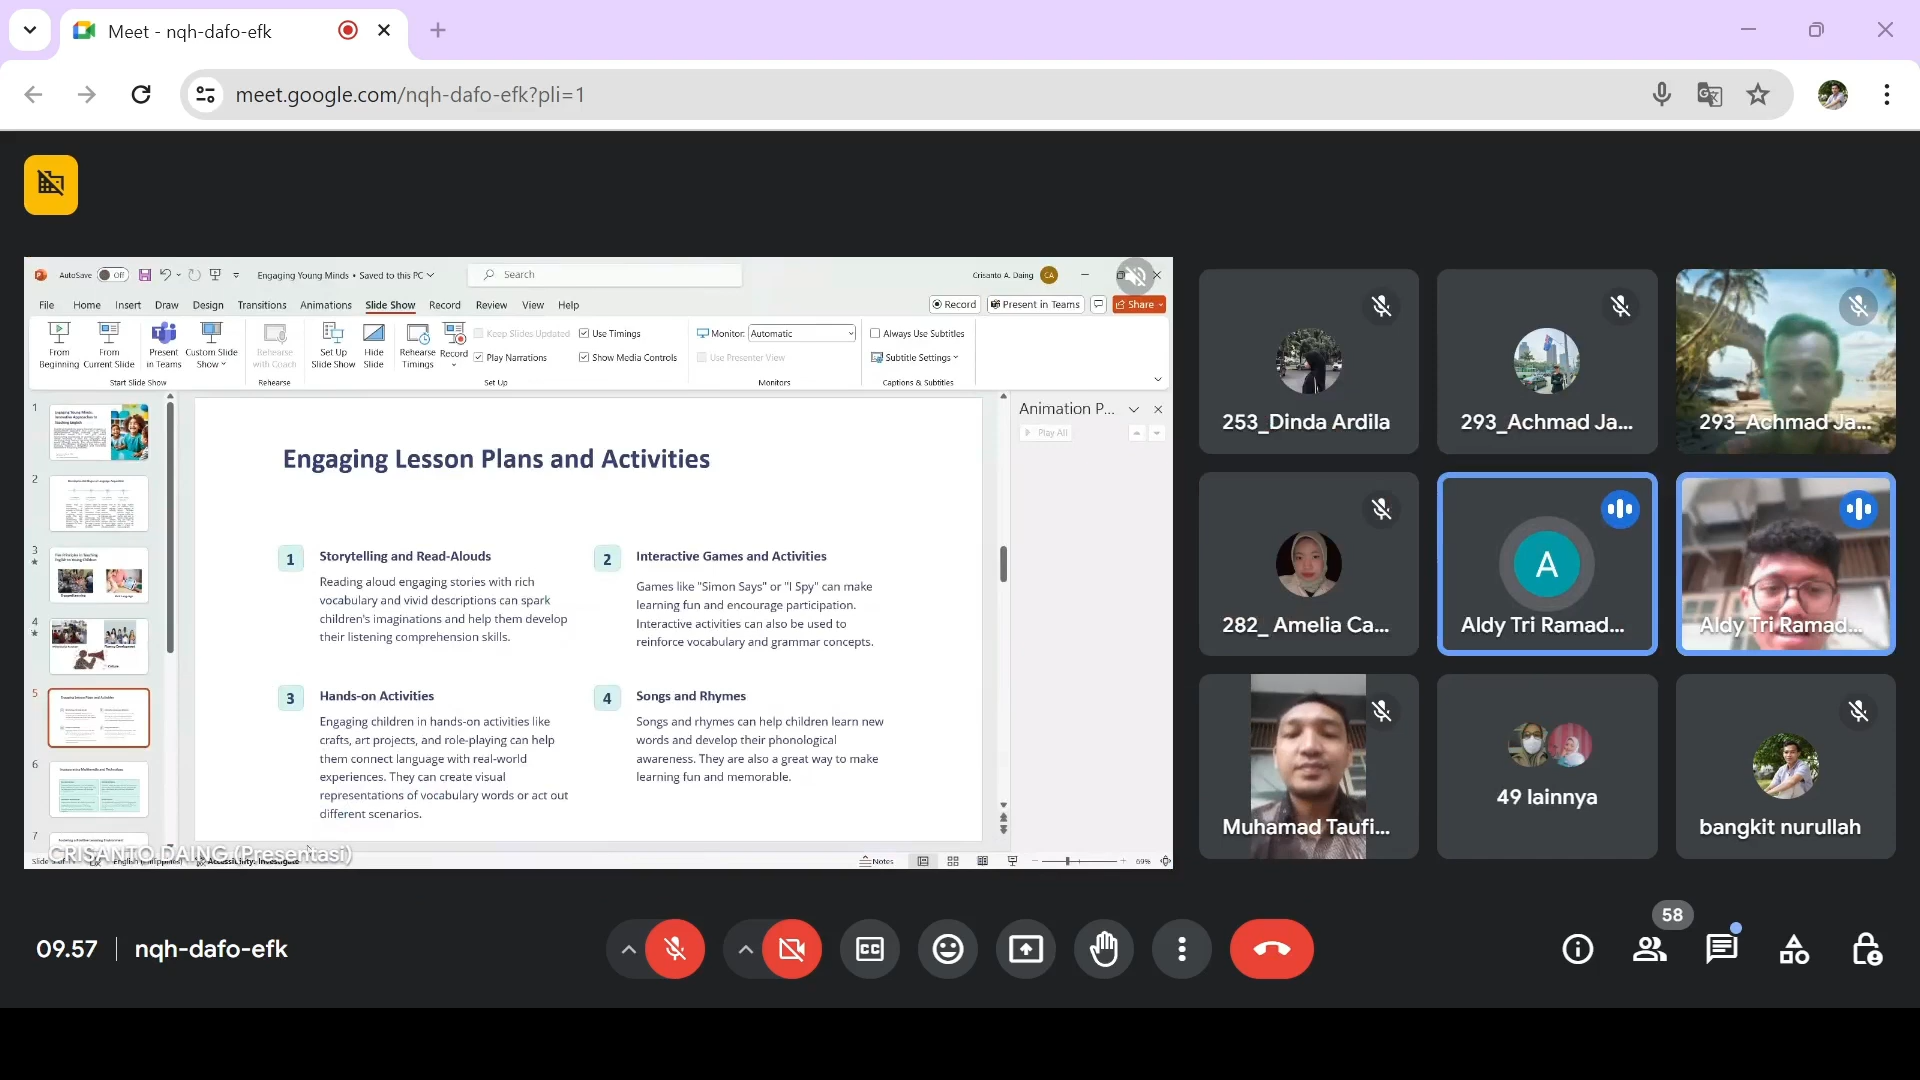 Meet - nqh-dafo-efk
meet.google.com/nqh-dafo-efk?pli=1
AutoSave Off
Engaging Young Minds • Saved to this PC
Search
Crisanto A. Daing CA
File Home Insert Draw Design Transitions Animations Slide Show Record Review View Help
Record Present in Teams Share
From Beginning
From Current Slide
Present in Teams
Custom Slide Show
Start Slide Show
Rehearse with Coach
Rehearse
Set Up Slide Show
Hide Slide
Rehearse Timings
Record
Keep Slides Updated
Play Narrations
Use Timings
Show Media Controls
Set Up
Monitor: Automatic
Use Presenter View
Monitors
Always Use Subtitles
Subtitle Settings
Captions & Subtitles
1
2
3
4
5
6
7
Engaging Lesson Plans and Activities
1 Storytelling and Read-Alouds
Reading aloud engaging stories with rich
vocabulary and vivid descriptions can spark
children's imaginations and help them develop
their listening comprehension skills.
2 Interactive Games and Activities
Games like "Simon Says" or "I Spy" can make
learning fun and encourage participation.
Interactive activities can also be used to
reinforce vocabulary and grammar concepts.
3 Hands-on Activities
Engaging children in hands-on activities like
crafts, art projects, and role-playing can help
them connect language with real-world
experiences. They can create visual
representations of vocabulary words or act out
different scenarios.
4 Songs and Rhymes
Songs and rhymes can help children learn new
words and develop their phonological
awareness. They are also a great way to make
learning fun and memorable.
Animation P...
Play All
CRISANTO DAING (Presentasi)
Accessibility: Investigate
Notes
69%
253_Dinda Ardila
293_Achmad Ja...
293_Achmad Ja...
282_ Amelia Ca...
A
Aldy Tri Ramad...
Aldy Tri Ramad...
Muhamad Taufi...
49 lainnya
bangkit nurullah
09.57 nqh-dafo-efk
58